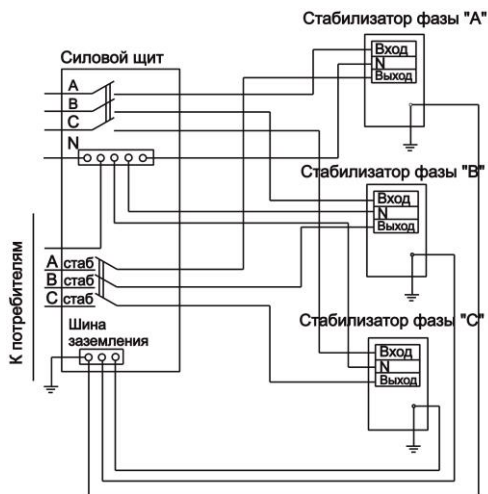 Стабилизатор фазы "А"
Силовой щит
Вход
N
Выход
А
В
С
N
Стабилизатор фазы "В"
Вход
N
Выход
К потребителям
А стаб
В стаб
С стаб
Шина
заземления
Стабилизатор фазы "С"
Вход
N
Выход